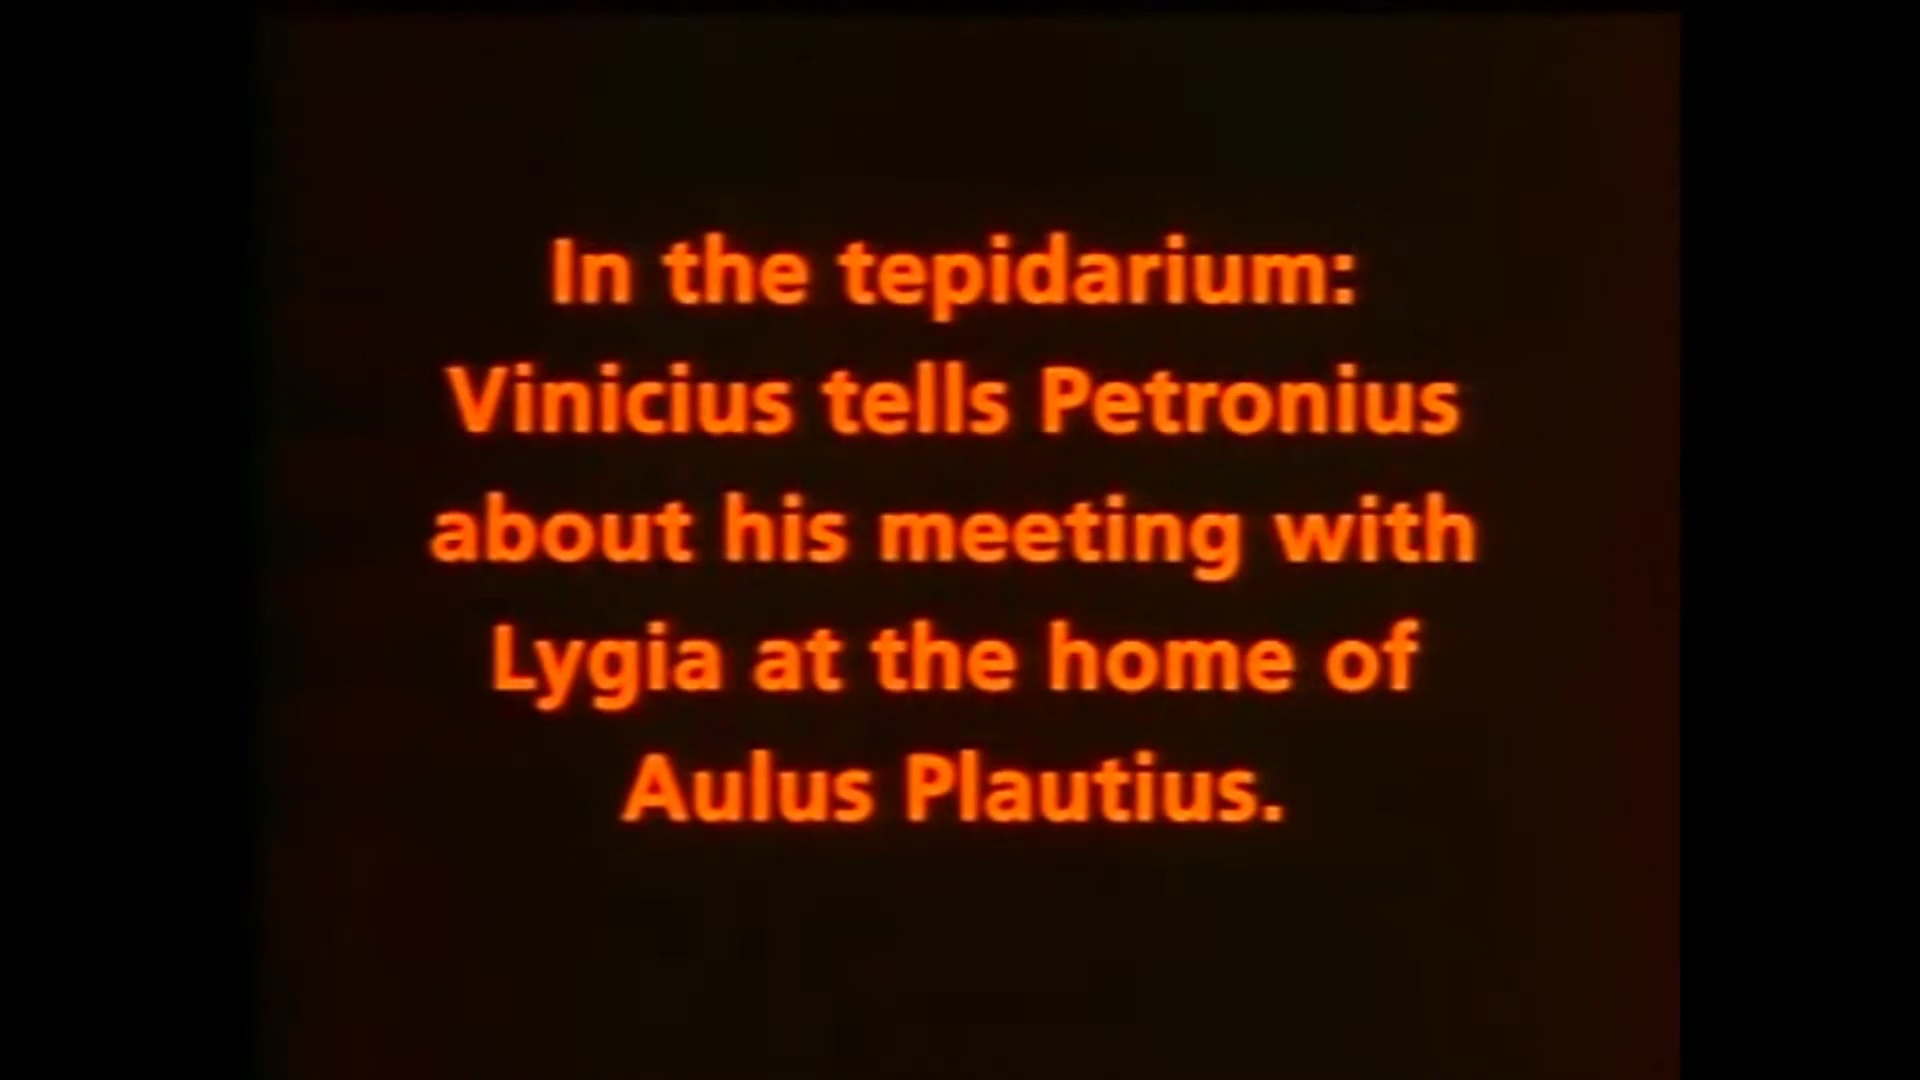 In the tepidarium:
Vinicius tells Petronius
about his meeting with
Lygia at the home of
Aulus Plautius.